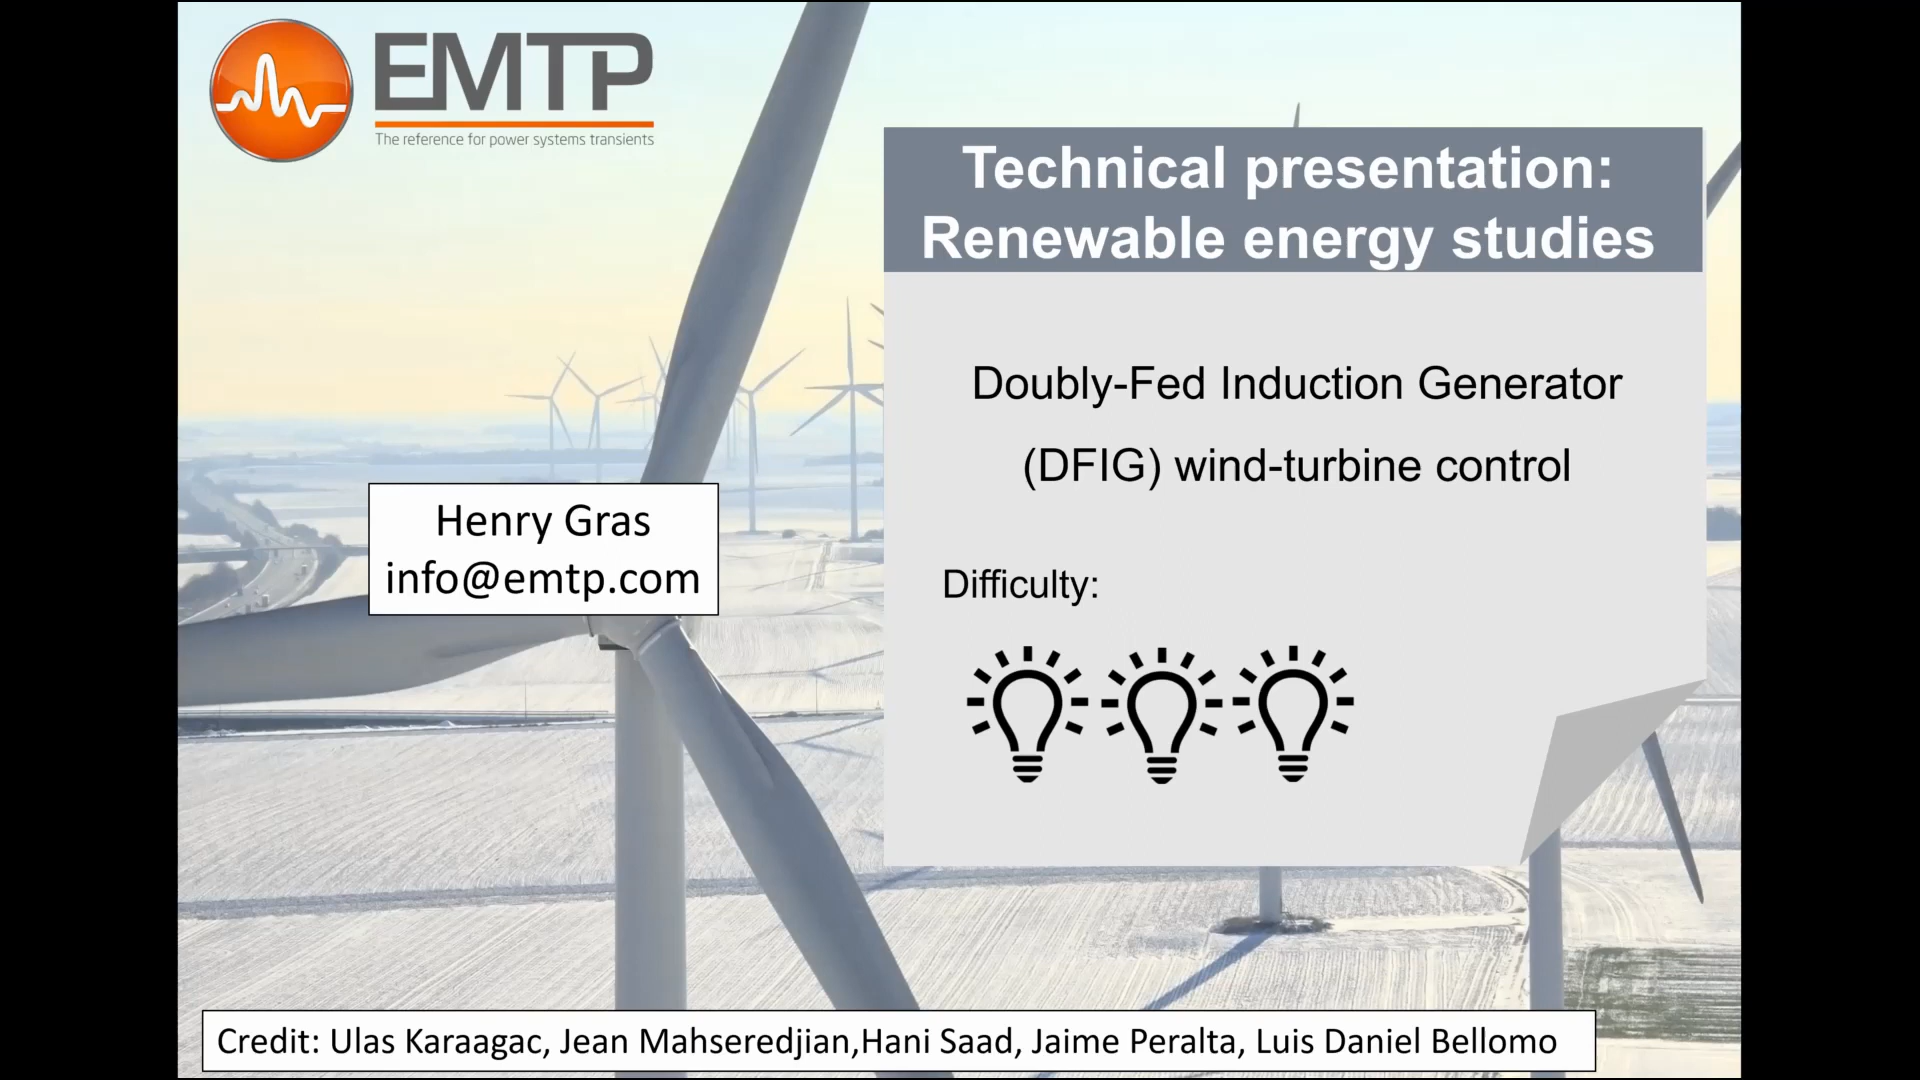 EMTP
The reference for power systems transients
Technical presentation:
Renewable energy studies
Doubly-Fed Induction Generator
(DFIG) wind-turbine control
Henry Gras
info@emtp.com
Difficulty:
Credit: Ulas Karaagac, Jean Mahseredjian,Hani Saad, Jaime Peralta, Luis Daniel Bellomo